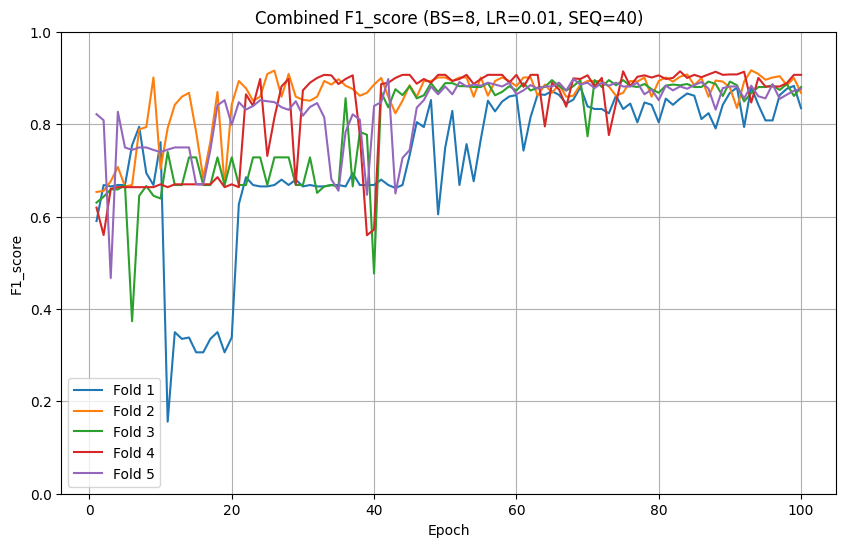 Combined F1_score (BS=8, LR=0.01, SEQ=40)
F1_score
1.0
0.8
0.6
0.4
0.2
0.0
Fold 1
Fold 2
Fold 3
Fold 4
Fold 5
0
20
40
60
80
100
Epoch